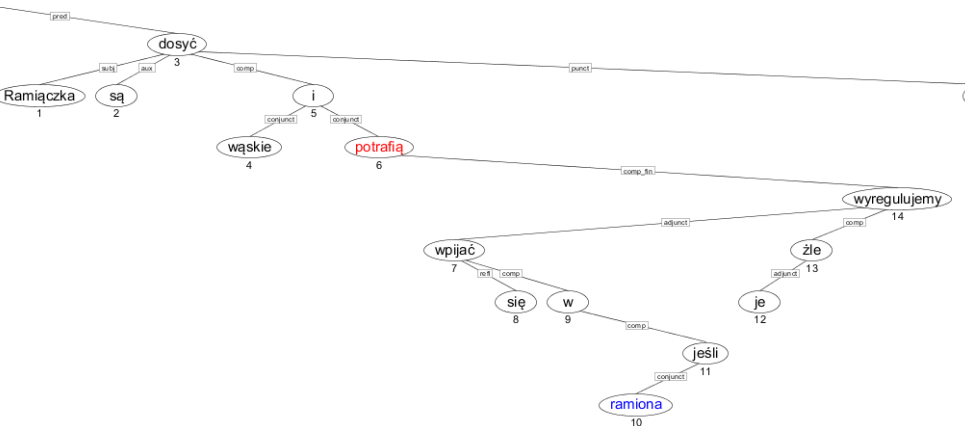 pred
dosyć
3
subj aux comp punct
Ramiączka są i
1 2 5
conjunct conjunct
wąskie potrafią
4 6
comp_fin
wyregulujemy
14
adjunct comp
wpijać źle
7 13
refl comp adjunct
się w je
8 9 12
comp
jeśli
11
conjunct
ramiona
10